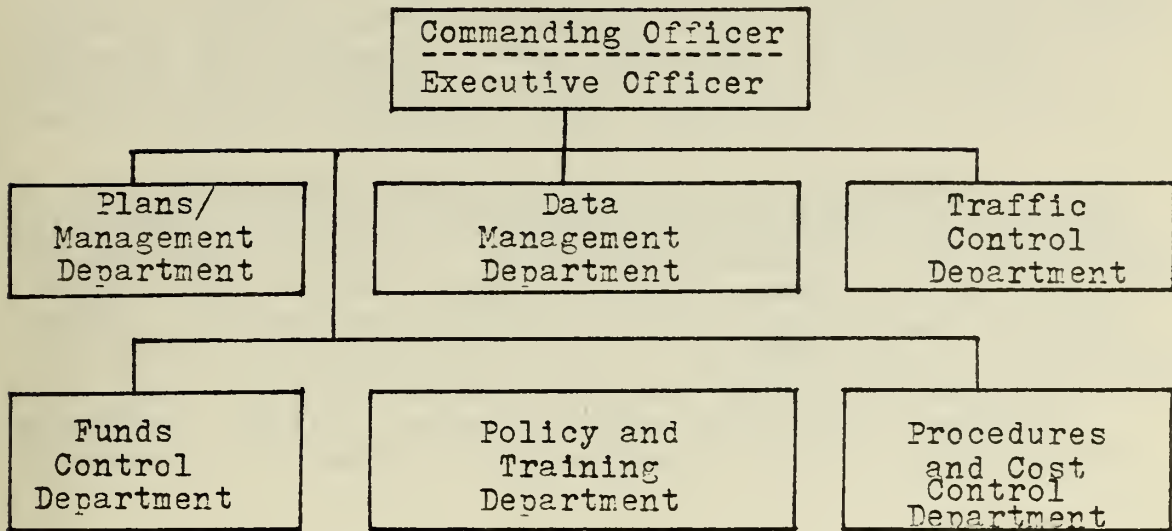 Commanding Officer
Executive Officer
Plans/
Management
Department
Data
Management
Department
Traffic
Control
Department
Funds
Control
Department
Policy and
Training
Department
Procedures
and Cost
Control
Department